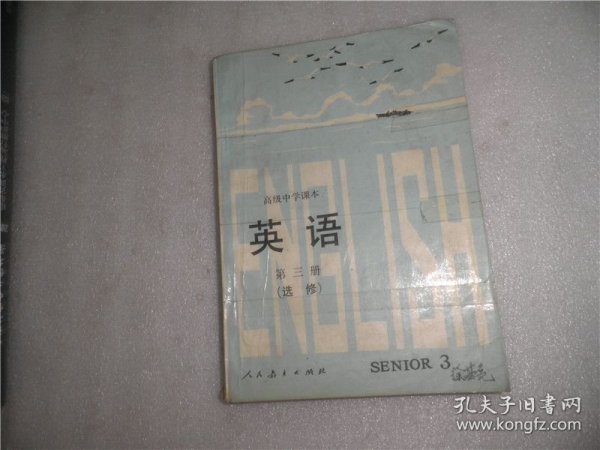 高级中学课本
英语
第三册
(选修)
ENGLISH
SENIOR 3
人民教育出版社
孔夫子旧书网
www.kongfz.com